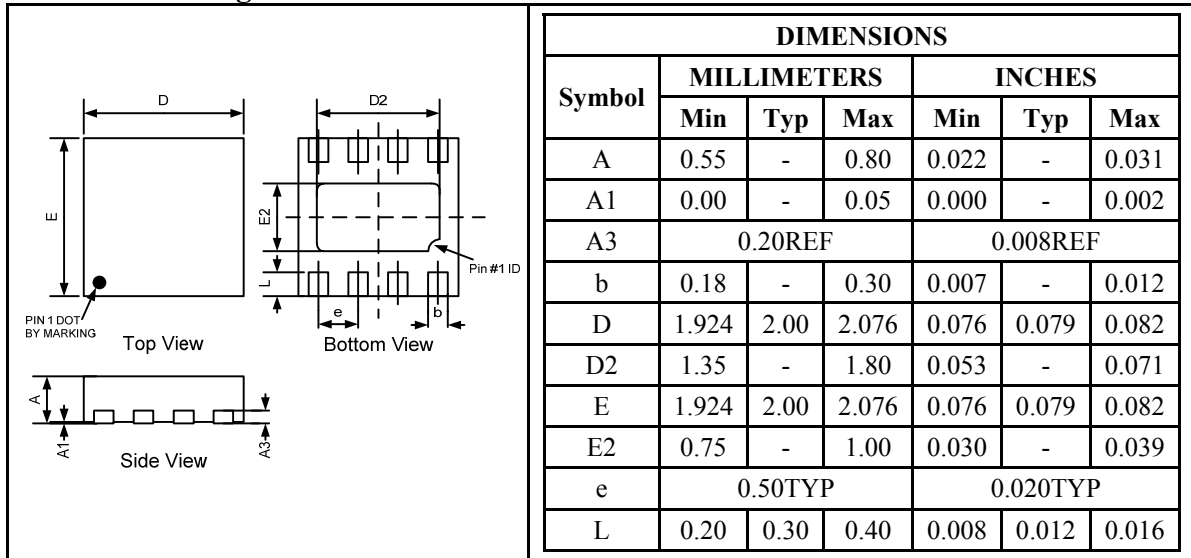 D
E
PIN 1 DOT
BY MARKING
Top View
D2
E2
L
e
b
Pin #1 ID
Bottom View
A
A1
A3
Side View
DIMENSIONS
Symbol MILLIMETERS INCHES
Min Typ Max Min Typ Max
A 0.55 - 0.80 0.022 - 0.031
A1 0.00 - 0.05 0.000 - 0.002
A3 0.20REF 0.008REF
b 0.18 - 0.30 0.007 - 0.012
D 1.924 2.00 2.076 0.076 0.079 0.082
D2 1.35 - 1.80 0.053 - 0.071
E 1.924 2.00 2.076 0.076 0.079 0.082
E2 0.75 - 1.00 0.030 - 0.039
e 0.50TYP 0.020TYP
L 0.20 0.30 0.40 0.008 0.012 0.016